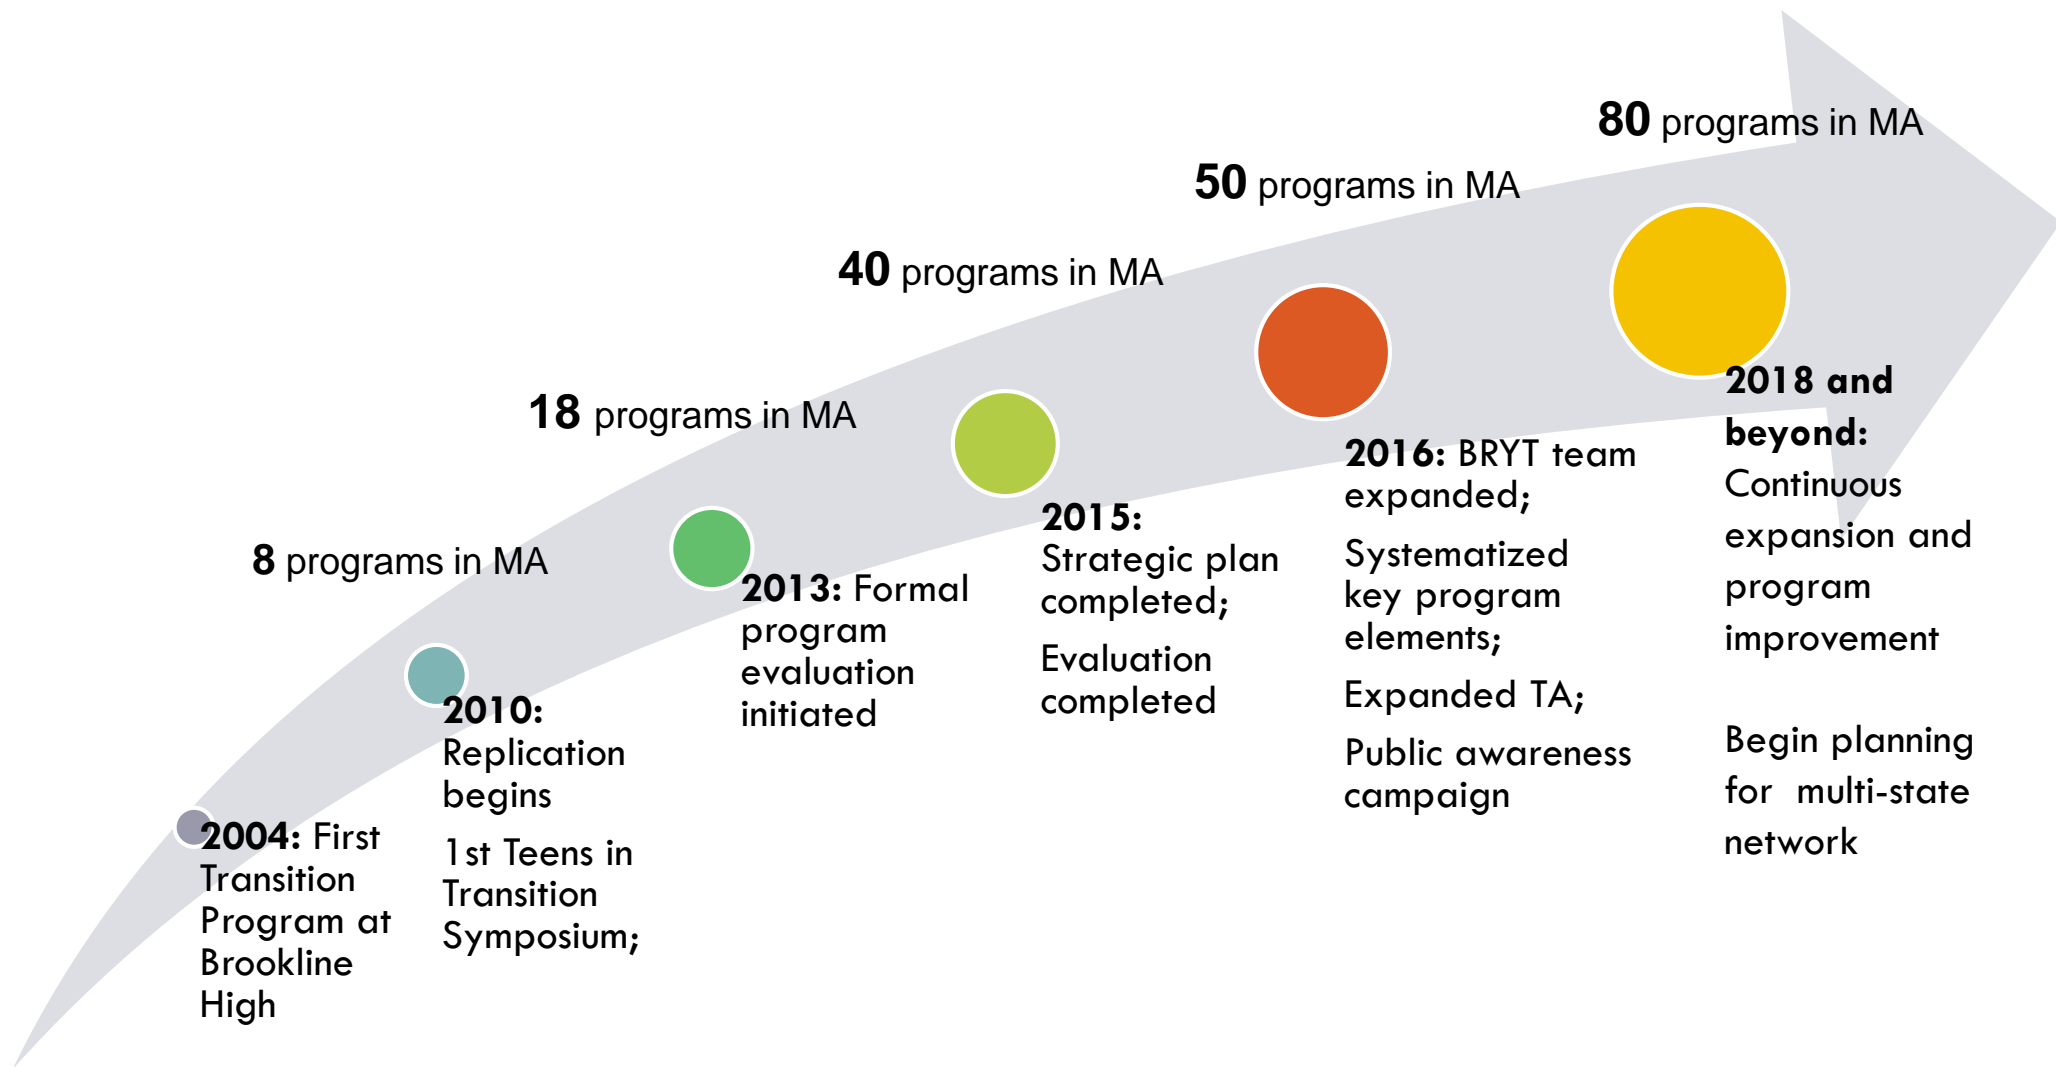 80 programs in MA
50 programs in MA
40 programs in MA
18 programs in MA
8 programs in MA
2004: First
Transition
Program at
Brookline
High
2010:
Replication
begins
1st Teens in
Transition
Symposium;
2013: Formal
program
evaluation
initiated
2015:
Strategic plan
completed;
Evaluation
completed
2016: BRYT team
expanded;
Systematized
key program
elements;
Expanded TA;
Public awareness
campaign
2018 and
beyond:
Continuous
expansion and
program
improvement
Begin planning
for multi-state
network